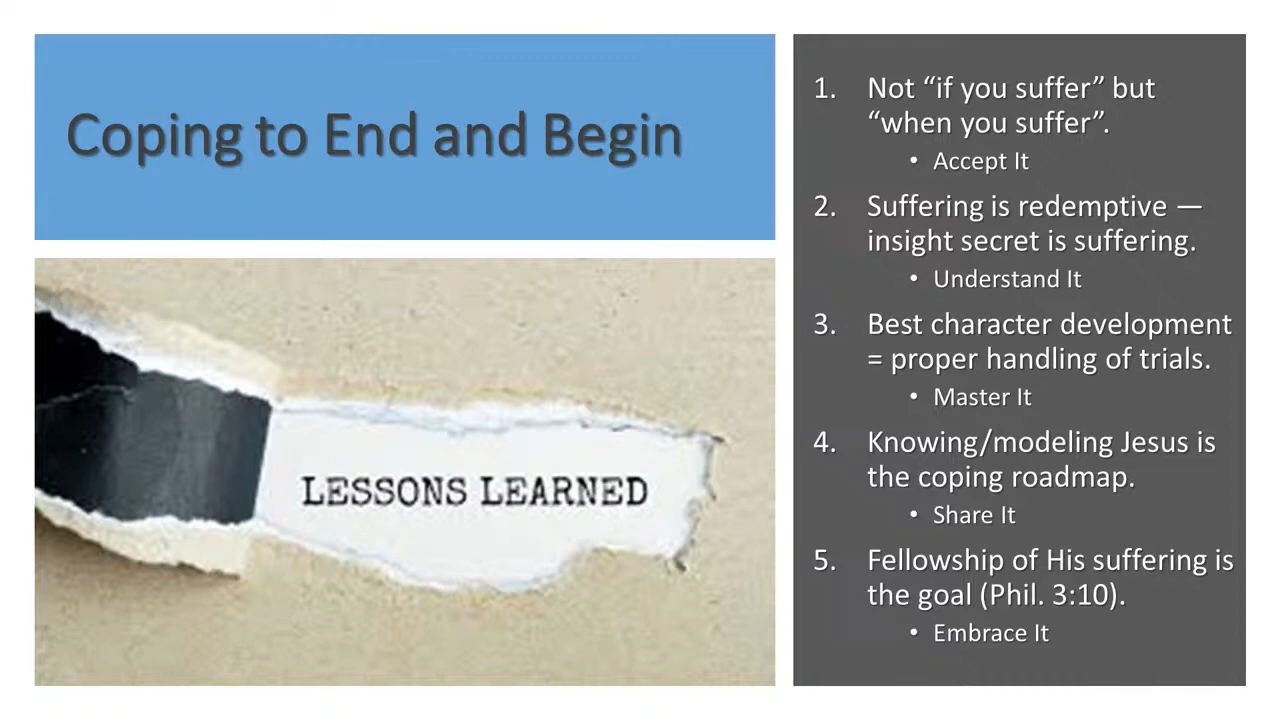 Coping to End and Begin
LESSONS LEARNED
1. Not “if you suffer” but
“when you suffer”.
• Accept It
2. Suffering is redemptive —
insight secret is suffering.
• Understand It
3. Best character development
= proper handling of trials.
• Master It
4. Knowing/modeling Jesus is
the coping roadmap.
• Share It
5. Fellowship of His suffering is
the goal (Phil. 3:10).
• Embrace It